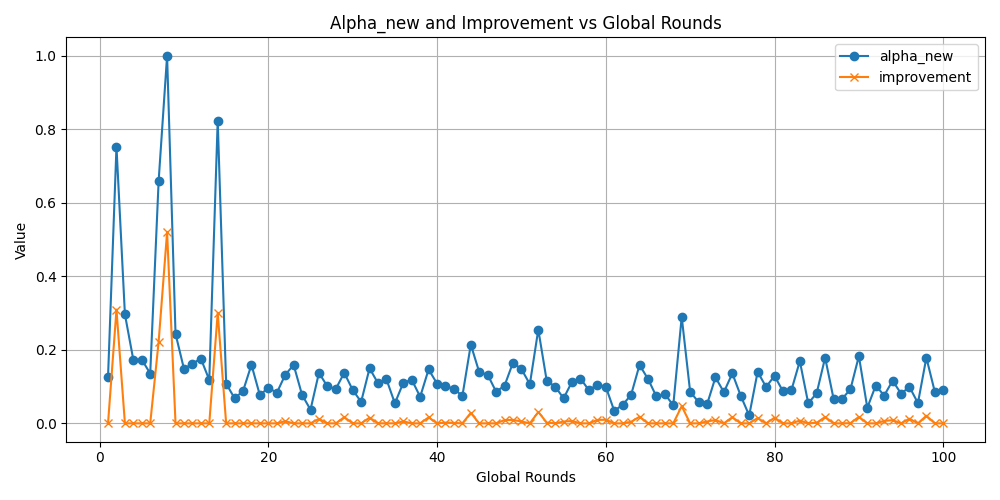 Alpha_new and Improvement vs Global Rounds
alpha_new
improvement
Value
1.0
0.8
0.6
0.4
0.2
0.0
0
20
40
60
80
100
Global Rounds